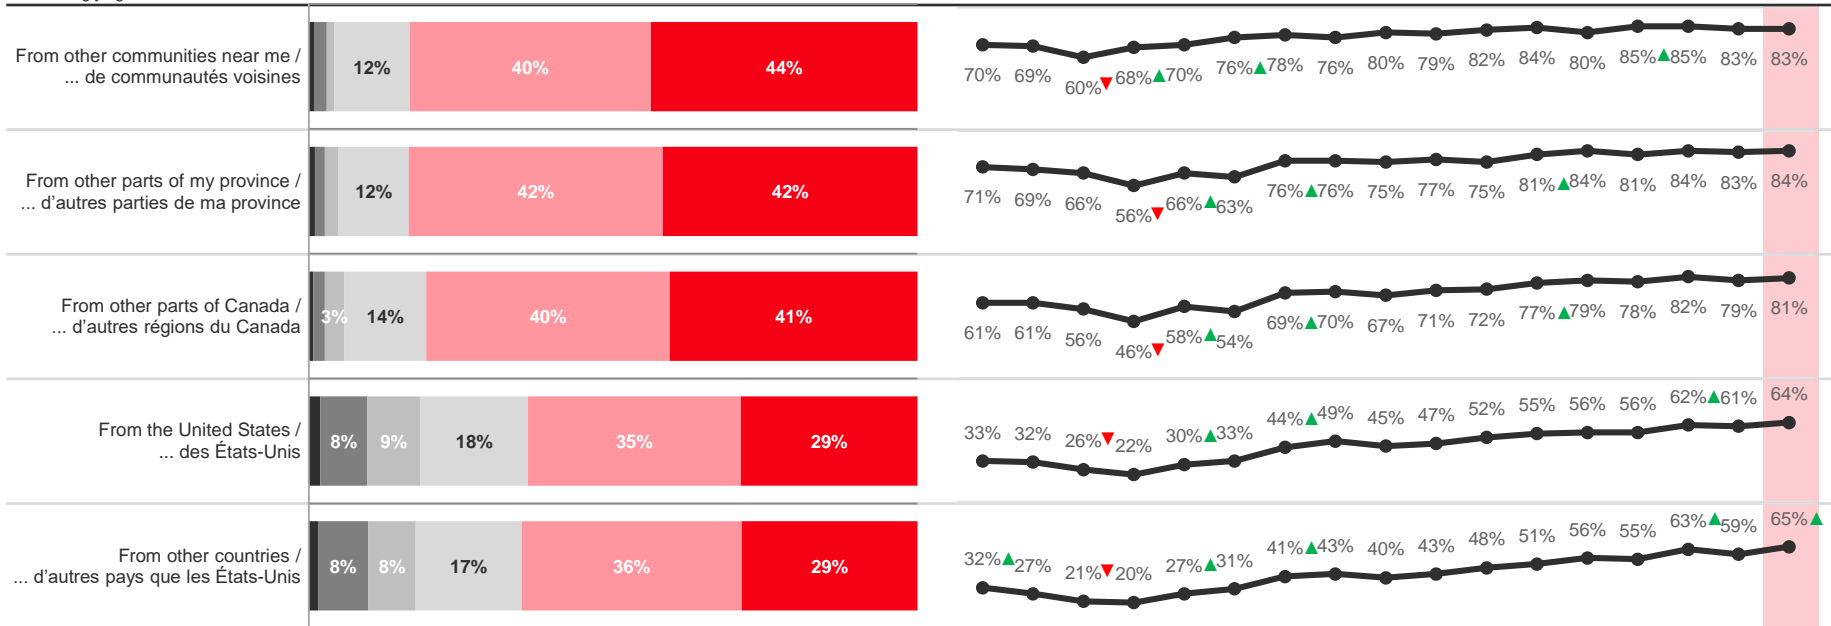 From other communities near me /
... de communautés voisines
12% 40% 44%
70% 69% 60% 68% 70% 76% 78% 76% 80% 79% 82% 84% 80% 85% 85% 83% 83%
From other parts of my province /
... d'autres parties de ma province
12% 42% 42%
71% 69% 66% 56% 66% 63% 76% 76% 75% 77% 75% 81% 84% 81% 84% 83% 84%
From other parts of Canada /
... d'autres régions du Canada
3% 14% 40% 41%
61% 61% 56% 46% 58% 54% 69% 70% 67% 71% 72% 77% 79% 78% 82% 79% 81%
From the United States /
... des États-Unis
8% 9% 18% 35% 29%
33% 32% 26% 22% 30% 33% 44% 49% 45% 47% 52% 55% 56% 56% 62% 61% 64%
From other countries /
... d'autres pays que les États-Unis
8% 8% 17% 36% 29%
32% 27% 21% 20% 27% 31% 41% 43% 40% 43% 48% 51% 56% 55% 63% 59% 65%